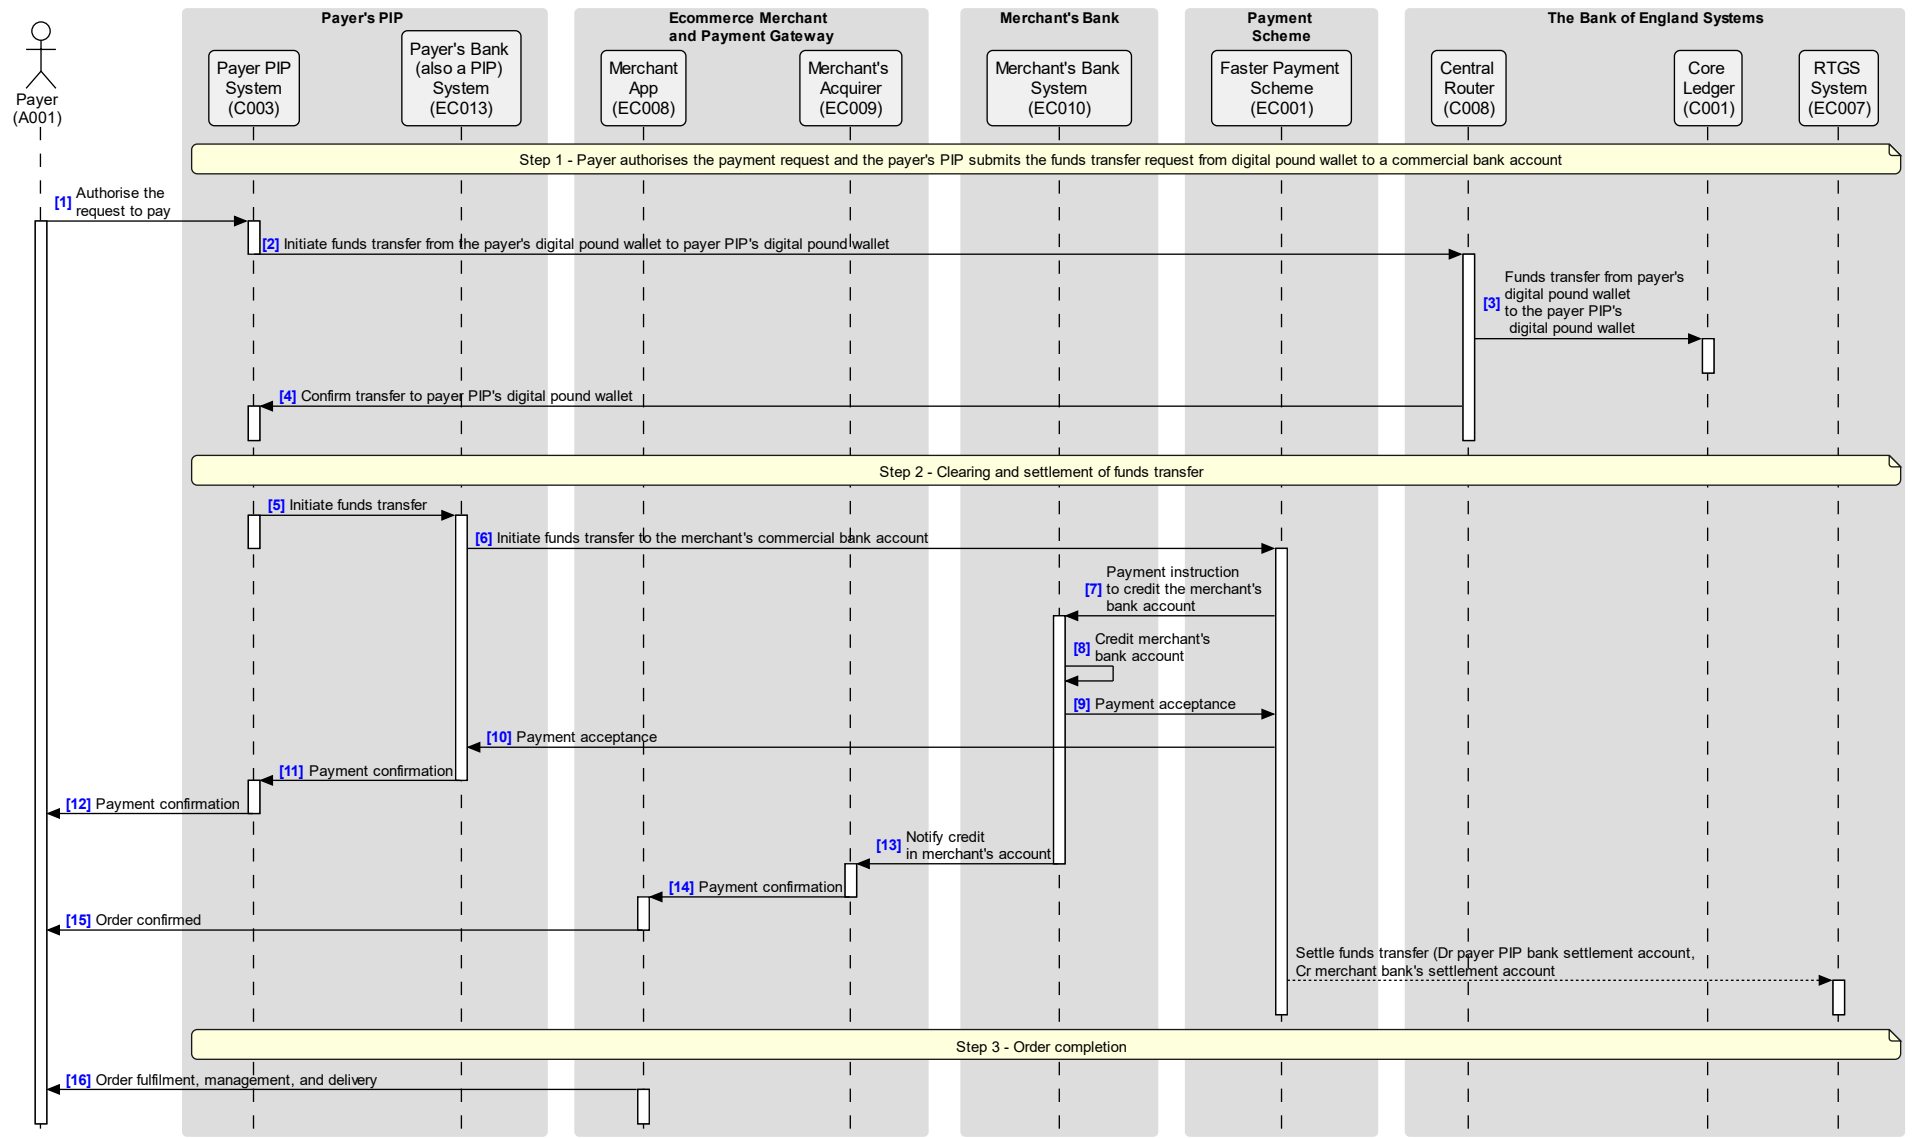 Payer's PIP
Ecommerce Merchant
and Payment Gateway
Merchant's Bank
Payment
Scheme
The Bank of England Systems
Payer
(A001)
Payer PIP
System
(C003)
Payer's Bank
(also a PIP)
System
(EC013)
Merchant
App
(EC008)
Merchant's
Acquirer
(EC009)
Merchant's Bank
System
(EC010)
Faster Payment
Scheme
(EC001)
Central
Router
(C008)
Core
Ledger
(C001)
RTGS
System
(EC007)
Step 1 - Payer authorises the payment request and the payer's PIP submits the funds transfer request from digital pound wallet to a commercial bank account
[1] Authorise the
request to pay
[2] Initiate funds transfer from the payer's digital pound wallet to payer PIP's digital pound wallet
Funds transfer from payer's
digital pound wallet
[3] to the payer PIP's
digital pound wallet
[4] Confirm transfer to payer PIP's digital pound wallet
Step 2 - Clearing and settlement of funds transfer
[5] Initiate funds transfer
[6] Initiate funds transfer to the merchant's commercial bank account
Payment instruction
[7] to credit the merchant's
bank account
[8] Credit merchant's
bank account
[9] Payment acceptance
[10] Payment acceptance
[11] Payment confirmation
[12] Payment confirmation
[13] Notify credit
in merchant's account
[14] Payment confirmation
[15] Order confirmed
Settle funds transfer (Dr payer PIP bank settlement account,
Cr merchant bank's settlement account
Step 3 - Order completion
[16] Order fulfilment, management, and delivery